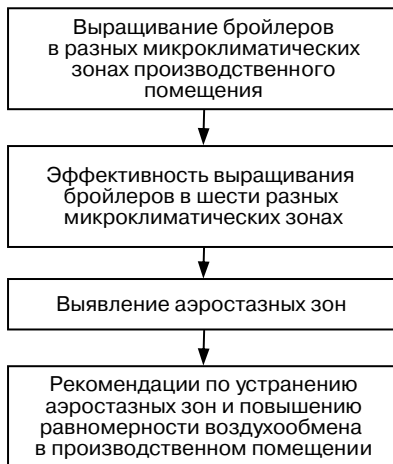 Выращивание бройлеров
в разных микроклиматических
зонах производственного
помещения
Эффективность выращивания
бройлеров в шести разных
микроклиматических зонах
Выявление аэростазных зон
Рекомендации по устранению
аэростазных зон и повышению
равномерности воздухообмена
в производственном помещении